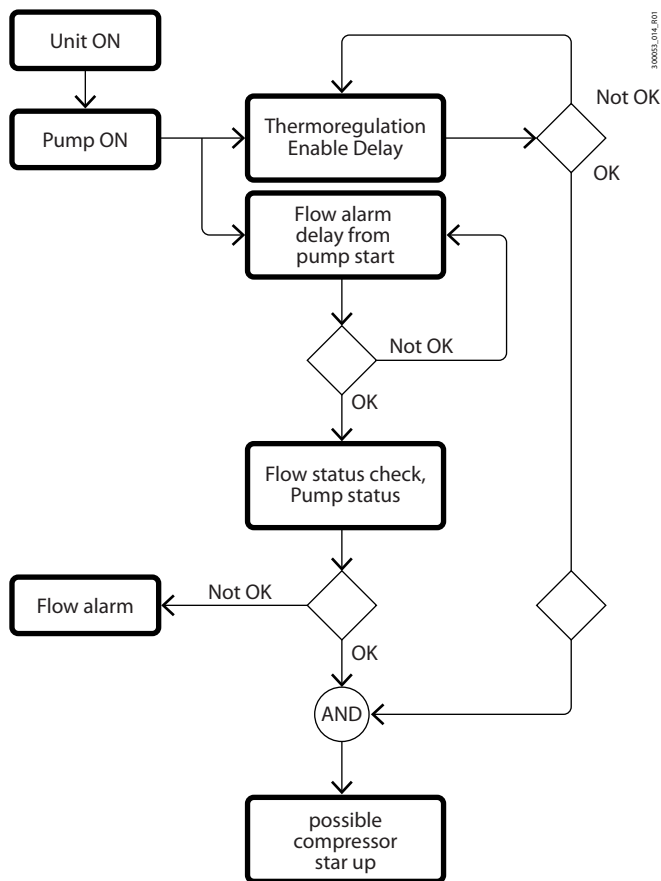 300053_014_R01
Unit ON
Pump ON
Thermoregulation
Enable Delay
Not OK
OK
Flow alarm
delay from
pump start
Not OK
OK
Flow status check,
Pump status
Flow alarm
Not OK
OK
AND
possible
compressor
star up